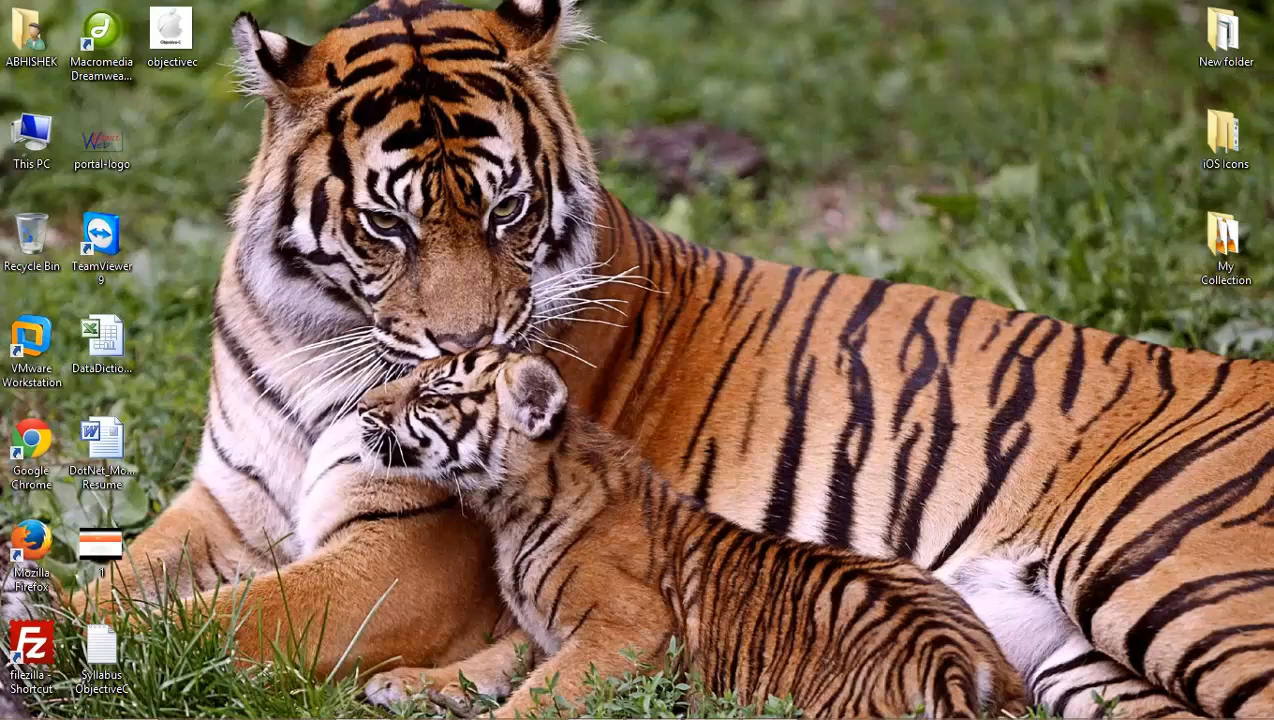 ABHISHEK
Macromedia
Dreamwea...
objectivec
New folder
This PC
portal-logo
iOS Icons
Recycle Bin
TeamViewer
9
My
Collection
VMware
Workstation
DataDictio...
Google
Chrome
DotNet_Mo...
Resume
Mozilla
Firefox
1
filezilla -
Shortcut
Syllabus
ObjectiveC